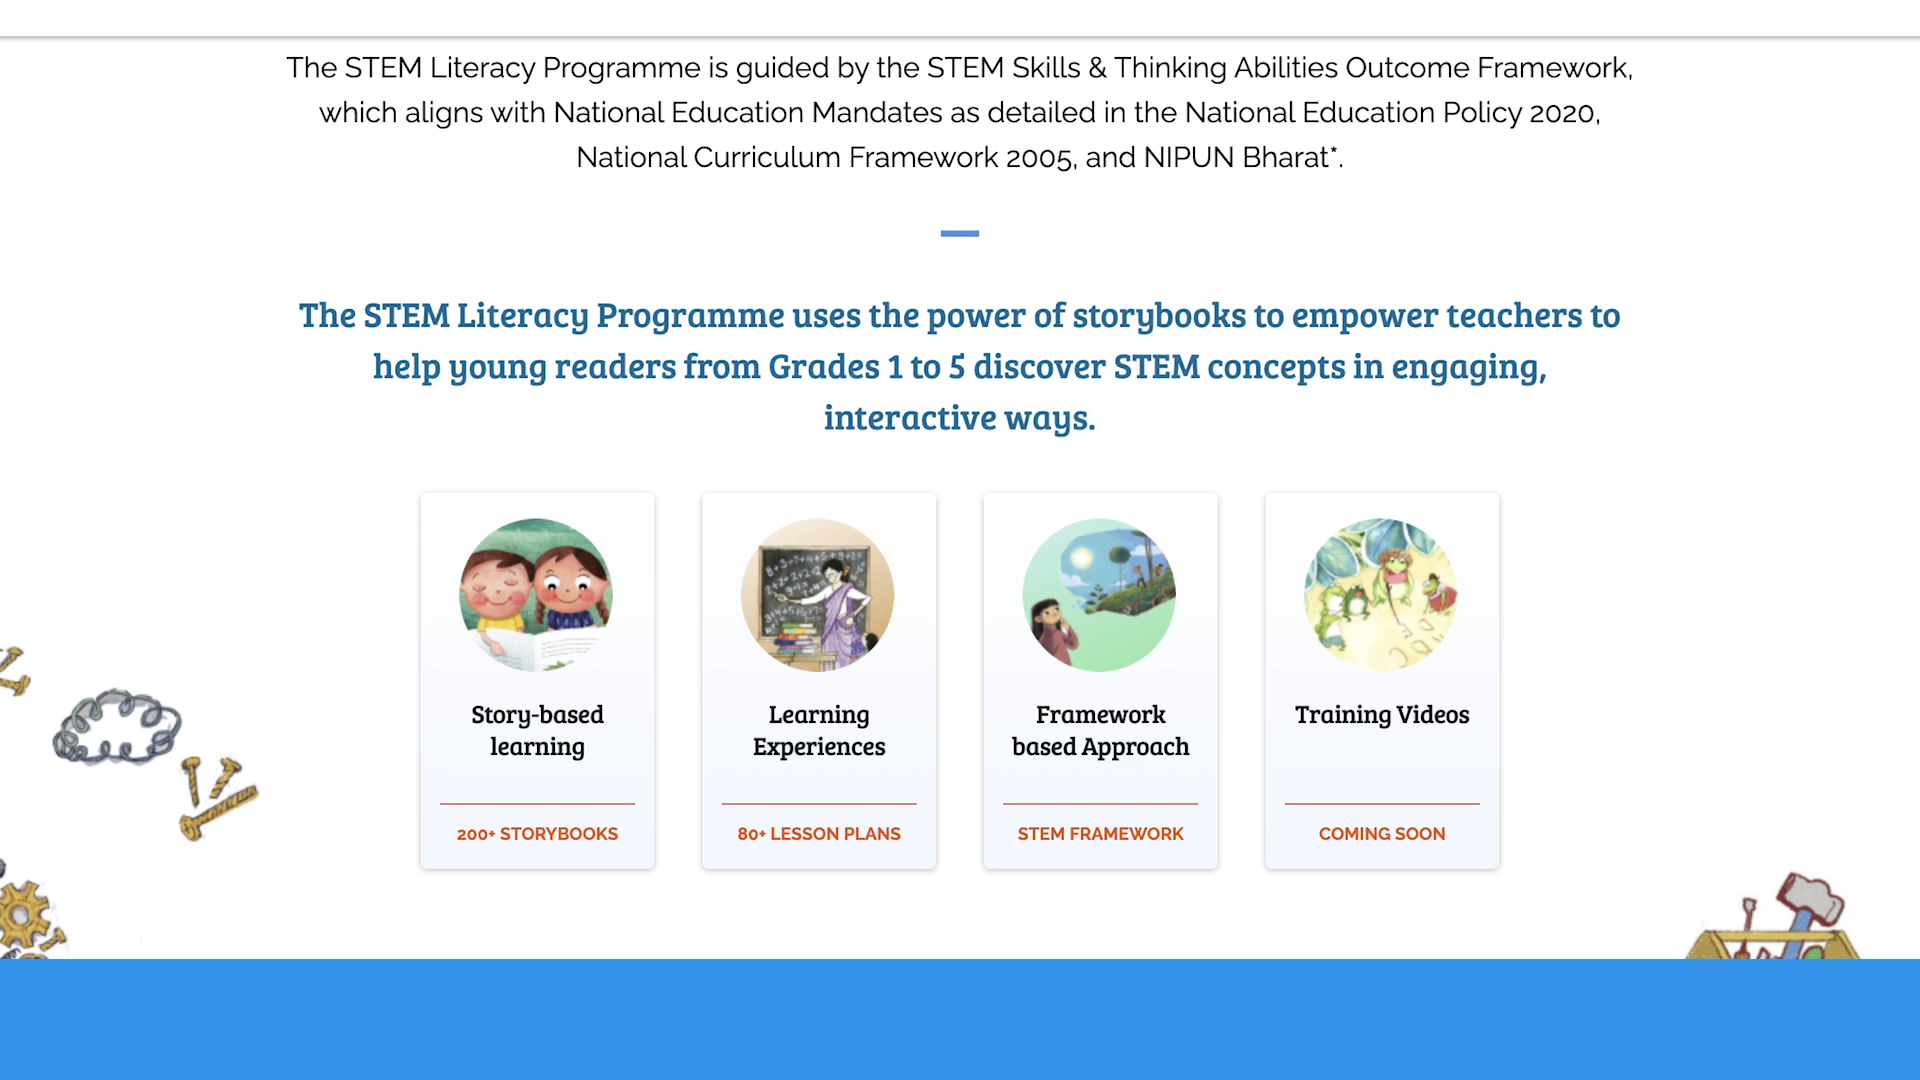 The STEM Literacy Programme is guided by the STEM Skills & Thinking Abilities Outcome Framework,
which aligns with National Education Mandates as detailed in the National Education Policy 2020,
National Curriculum Framework 2005, and NIPUN Bharat*.
The STEM Literacy Programme uses the power of storybooks to empower teachers to
help young readers from Grades 1 to 5 discover STEM concepts in engaging,
interactive ways.
Story-based
learning
200+ STORYBOOKS
Learning
Experiences
80+ LESSON PLANS
Framework
based Approach
STEM FRAMEWORK
Training Videos
COMING SOON